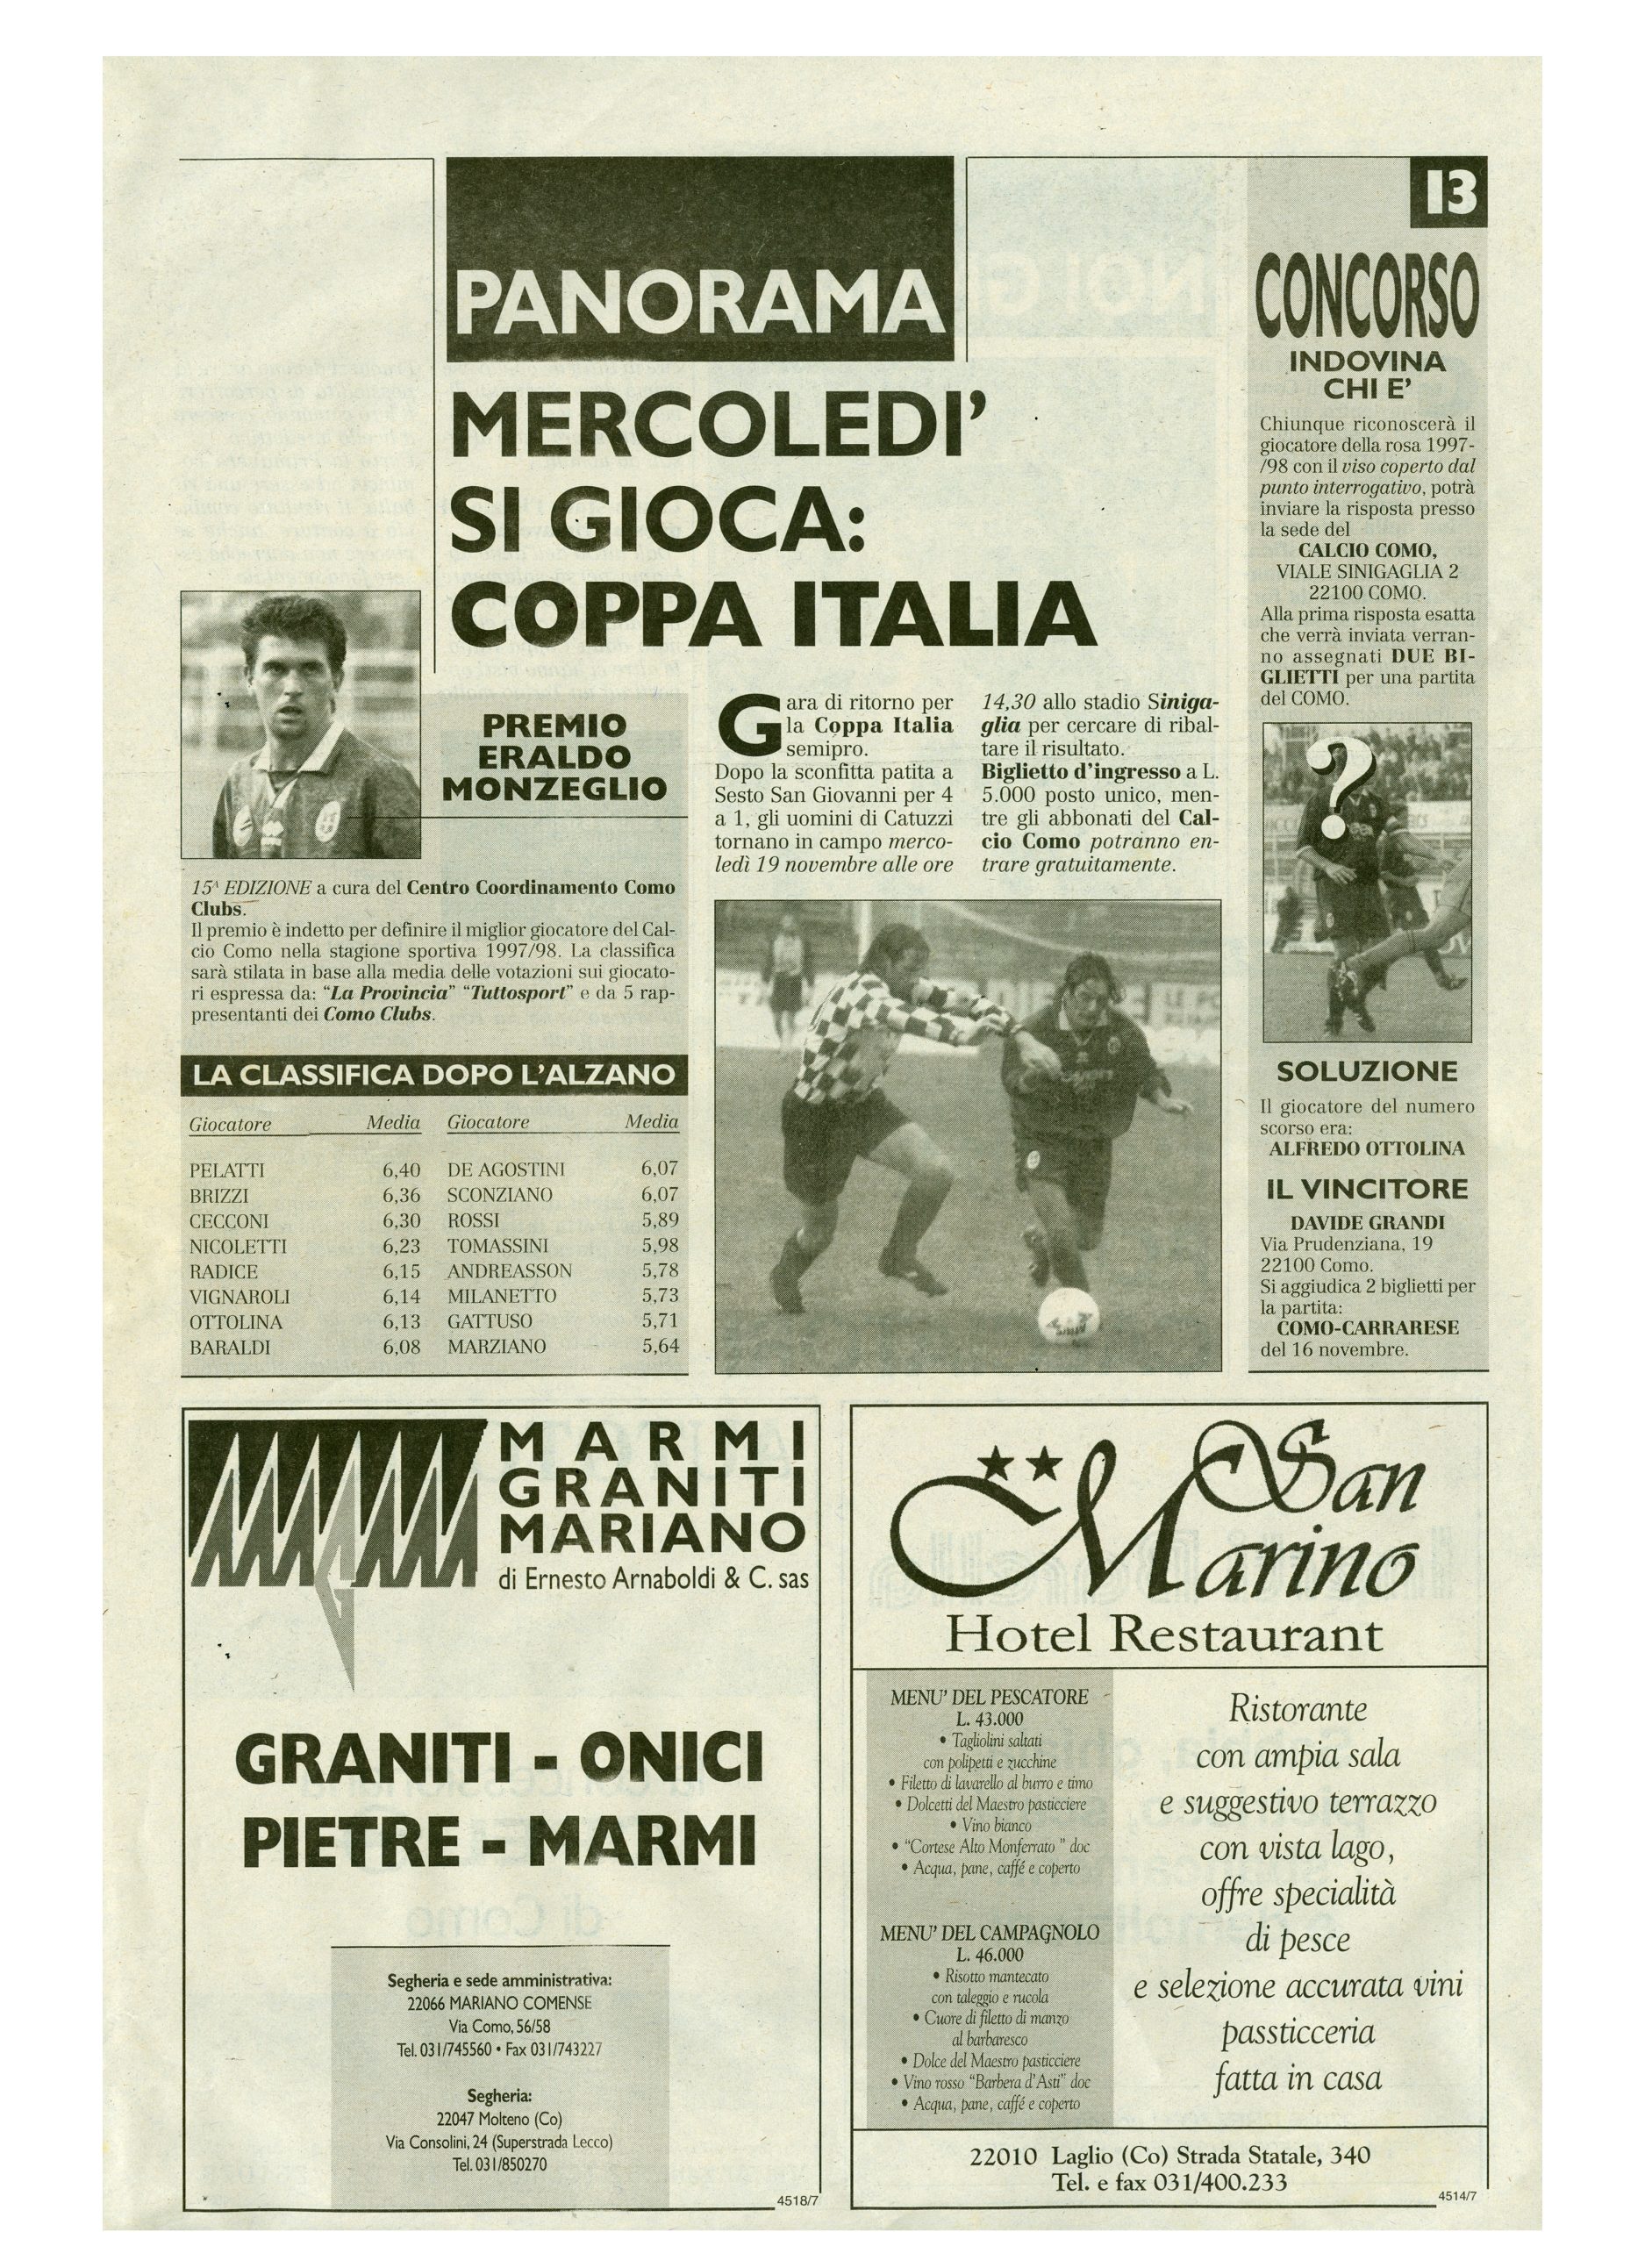 13
PANORAMA
MERCOLEDI'
SI GIOCA:
COPPA ITALIA
PREMIO
ERALDO
MONZEGLIO
15ª EDIZIONE a cura del Centro Coordinamento Como
Clubs.
Il premio è indetto per definire il miglior giocatore del Cal-
cio Como nella stagione sportiva 1997/98. La classifica
sarà stilata in base alla media delle votazioni sui giocato-
ri espressa da: “La Provincia” “Tuttosport” e da 5 rap-
presentanti dei Como Clubs.
LA CLASSIFICA DOPO L'ALZANO
Giocatore Media Giocatore Media
PELATTI 6,40 DE AGOSTINI 6,07
BRIZZI 6,36 SCONZIANO 6,07
CECCONI 6,30 ROSSI 5,89
NICOLETTI 6,23 TOMASSINI 5,98
RADICE 6,15 ANDREASSON 5,78
VIGNAROLI 6,14 MILANETTO 5,73
OTTOLINA 6,13 GATTUSO 5,71
BARALDI 6,08 MARZIANO 5,64
Gara di ritorno per
la Coppa Italia
semipro.
Dopo la sconfitta patita a
Sesto San Giovanni per 4
a 1, gli uomini di Catuzzi
tornano in campo merco-
ledì 19 novembre alle ore
14,30 allo stadio Siniga-
glia per cercare di ribal-
tare il risultato.
Biglietto d'ingresso a L.
5.000 posto unico, men-
tre gli abbonati del Cal-
cio Como potranno en-
trare gratuitamente.
CONCORSO
INDOVINA
CHI E'
Chiunque riconoscerà il
giocatore della rosa 1997-
/98 con il viso coperto dal
punto interrogativo, potrà
inviare la risposta presso
la sede del
CALCIO COMO,
VIALE SINIGAGLIA 2
22100 COMO.
Alla prima risposta esatta
che verrà inviata verran-
no assegnati DUE BI-
GLIETTI per una partita
del COMO.
?
SOLUZIONE
Il giocatore del numero
scorso era:
ALFREDO OTTOLINA
IL VINCITORE
DAVIDE GRANDI
Via Prudenziana, 19
22100 Como.
Si aggiudica 2 biglietti per
la partita:
COMO-CARRARESE
del 16 novembre.
MARMI
GRANITI
MARIANO
di Ernesto Arnaboldi & C. sas
G
GRANITI - ONICI
PIETRE - MARMI
Segheria e sede amministrativa:
22066 MARIANO COMENSE
Via Como, 56/58
Tel. 031/745560 • Fax 031/743227
Segheria:
22047 Molteno (Co)
Via Consolini, 24 (Superstrada Lecco)
Tel. 031/850270
4518/7
San
Marino
Hotel Restaurant
MENU' DEL PESCATORE
L. 43.000
• Tagliolini saltati
con polipetti e zucchine
• Filetto di lavarello al burro e timo
• Dolcetti del Maestro pasticciere
• Vino bianco
• “Cortese Alto Monferrato ” doc
• Acqua, pane, caffé e coperto
MENU' DEL CAMPAGNOLO
L. 46.000
• Risotto mantecato
con taleggio e rucola
• Cuore di filetto di manzo
al barbaresco
• Dolce del Maestro pasticciere
• Vino rosso “Barbera d'Asti” doc
• Acqua, pane, caffé e coperto
Ristorante
con ampia sala
e suggestivo terrazzo
con vista lago,
offre specialità
di pesce
e selezione accurata vini
passticceria
fatta in casa
22010 Laglio (Co) Strada Statale, 340
Tel. e fax 031/400.233
4514/7